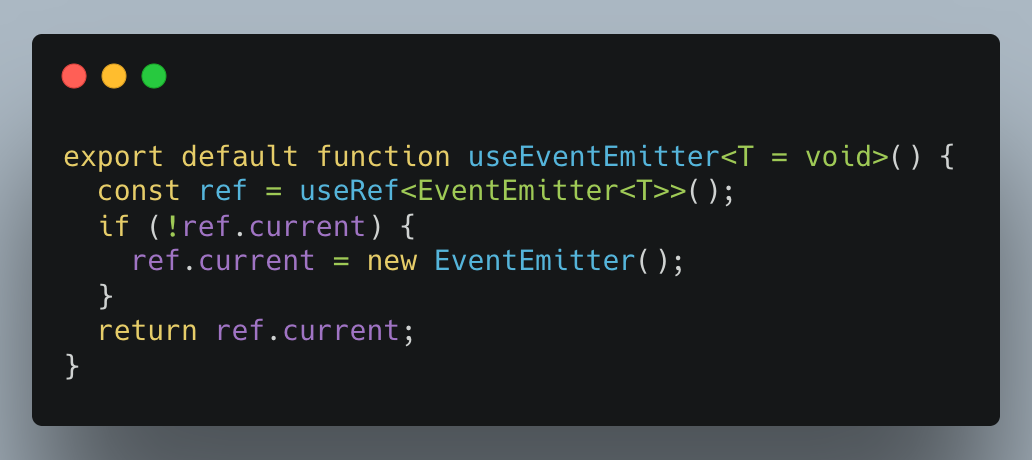 export default function useEventEmitter<T = void>() {
  const ref = useRef<EventEmitter<T>>();
  if (!ref.current) {
    ref.current = new EventEmitter();
  }
  return ref.current;
}